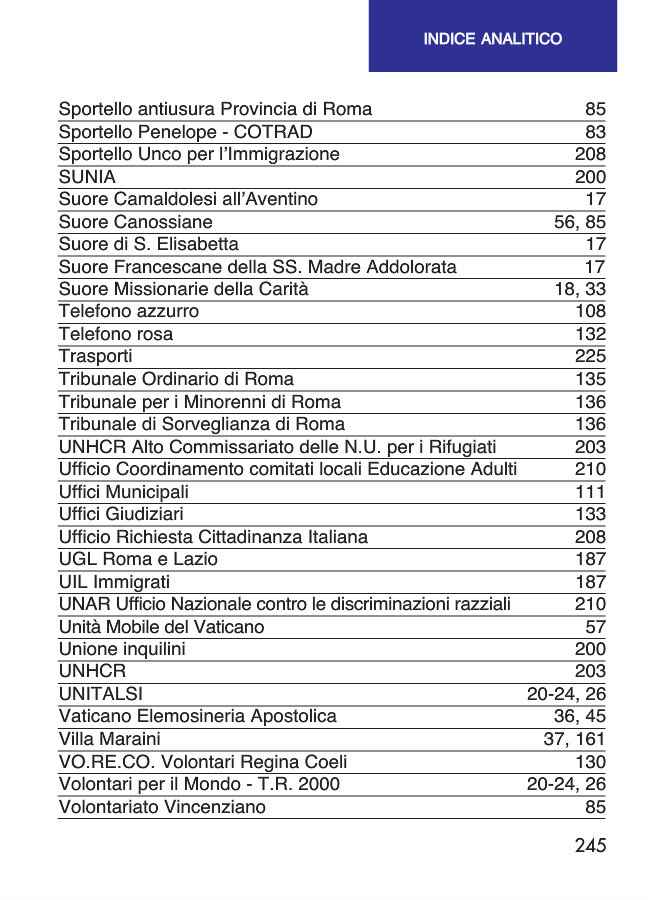 INDICE ANALITICO
Sportello antiusura Provincia di Roma 85
Sportello Penelope - COTRAD 83
Sportello Unco per l'Immigrazione 208
SUNIA 200
Suore Camaldolesi all'Aventino 17
Suore Canossiane 56, 85
Suore di S. Elisabetta 17
Suore Francescane della SS. Madre Addolorata 17
Suore Missionarie della Carità 18, 33
Telefono azzurro 108
Telefono rosa 132
Trasporti 225
Tribunale Ordinario di Roma 135
Tribunale per i Minorenni di Roma 136
Tribunale di Sorveglianza di Roma 136
UNHCR Alto Commissariato delle N.U. per i Rifugiati 203
Ufficio Coordinamento comitati locali Educazione Adulti 210
Uffici Municipali 111
Uffici Giudiziari 133
Ufficio Richiesta Cittadinanza Italiana 208
UGL Roma e Lazio 187
UIL Immigrati 187
UNAR Ufficio Nazionale contro le discriminazioni razziali 210
Unità Mobile del Vaticano 57
Unione inquilini 200
UNHCR 203
UNITALSI 20-24, 26
Vaticano Elemosineria Apostolica 36, 45
Villa Maraini 37, 161
VO.RE.CO. Volontari Regina Coeli 130
Volontari per il Mondo - T.R. 2000 20-24, 26
Volontariato Vincenziano 85
245